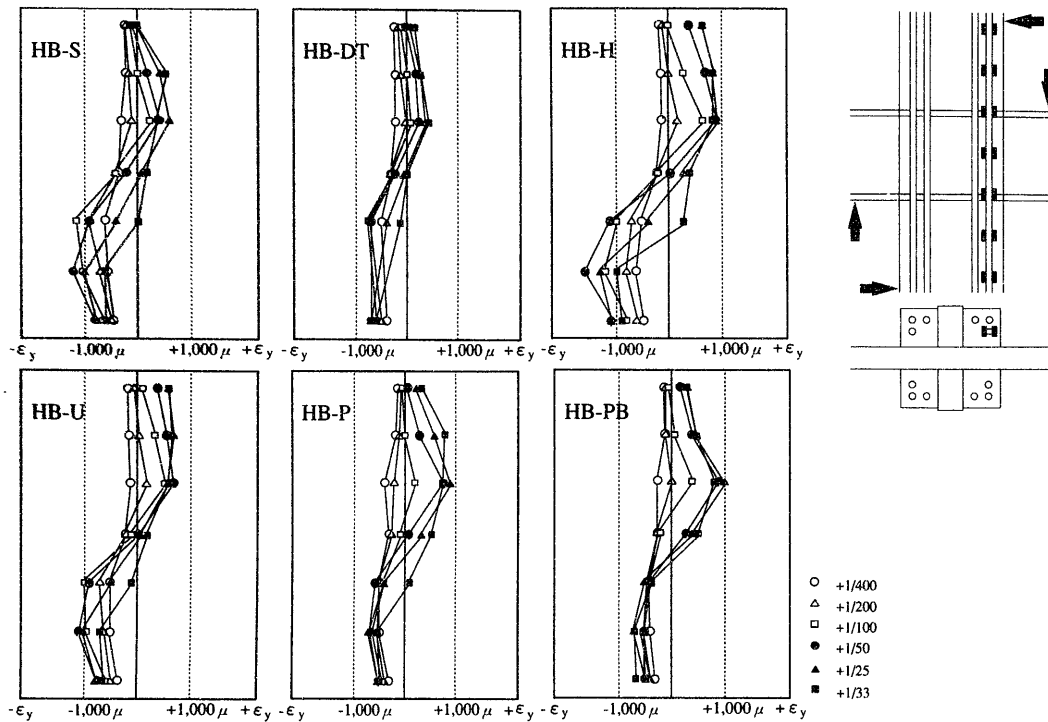 HB-S
HB-DT
HB-H
-εy -1,000 μ +1,000 μ +εy
-εy -1,000 μ +1,000 μ +εy
-εy -1,000 μ +1,000 μ +εy
HB-U
HB-P
HB-PB
-εy -1,000 μ +1,000 μ +εy
-εy -1,000 μ +1,000 μ +εy
-εy -1,000 μ +1,000 μ +εy
+1/400
+1/200
+1/100
+1/50
+1/25
+1/33